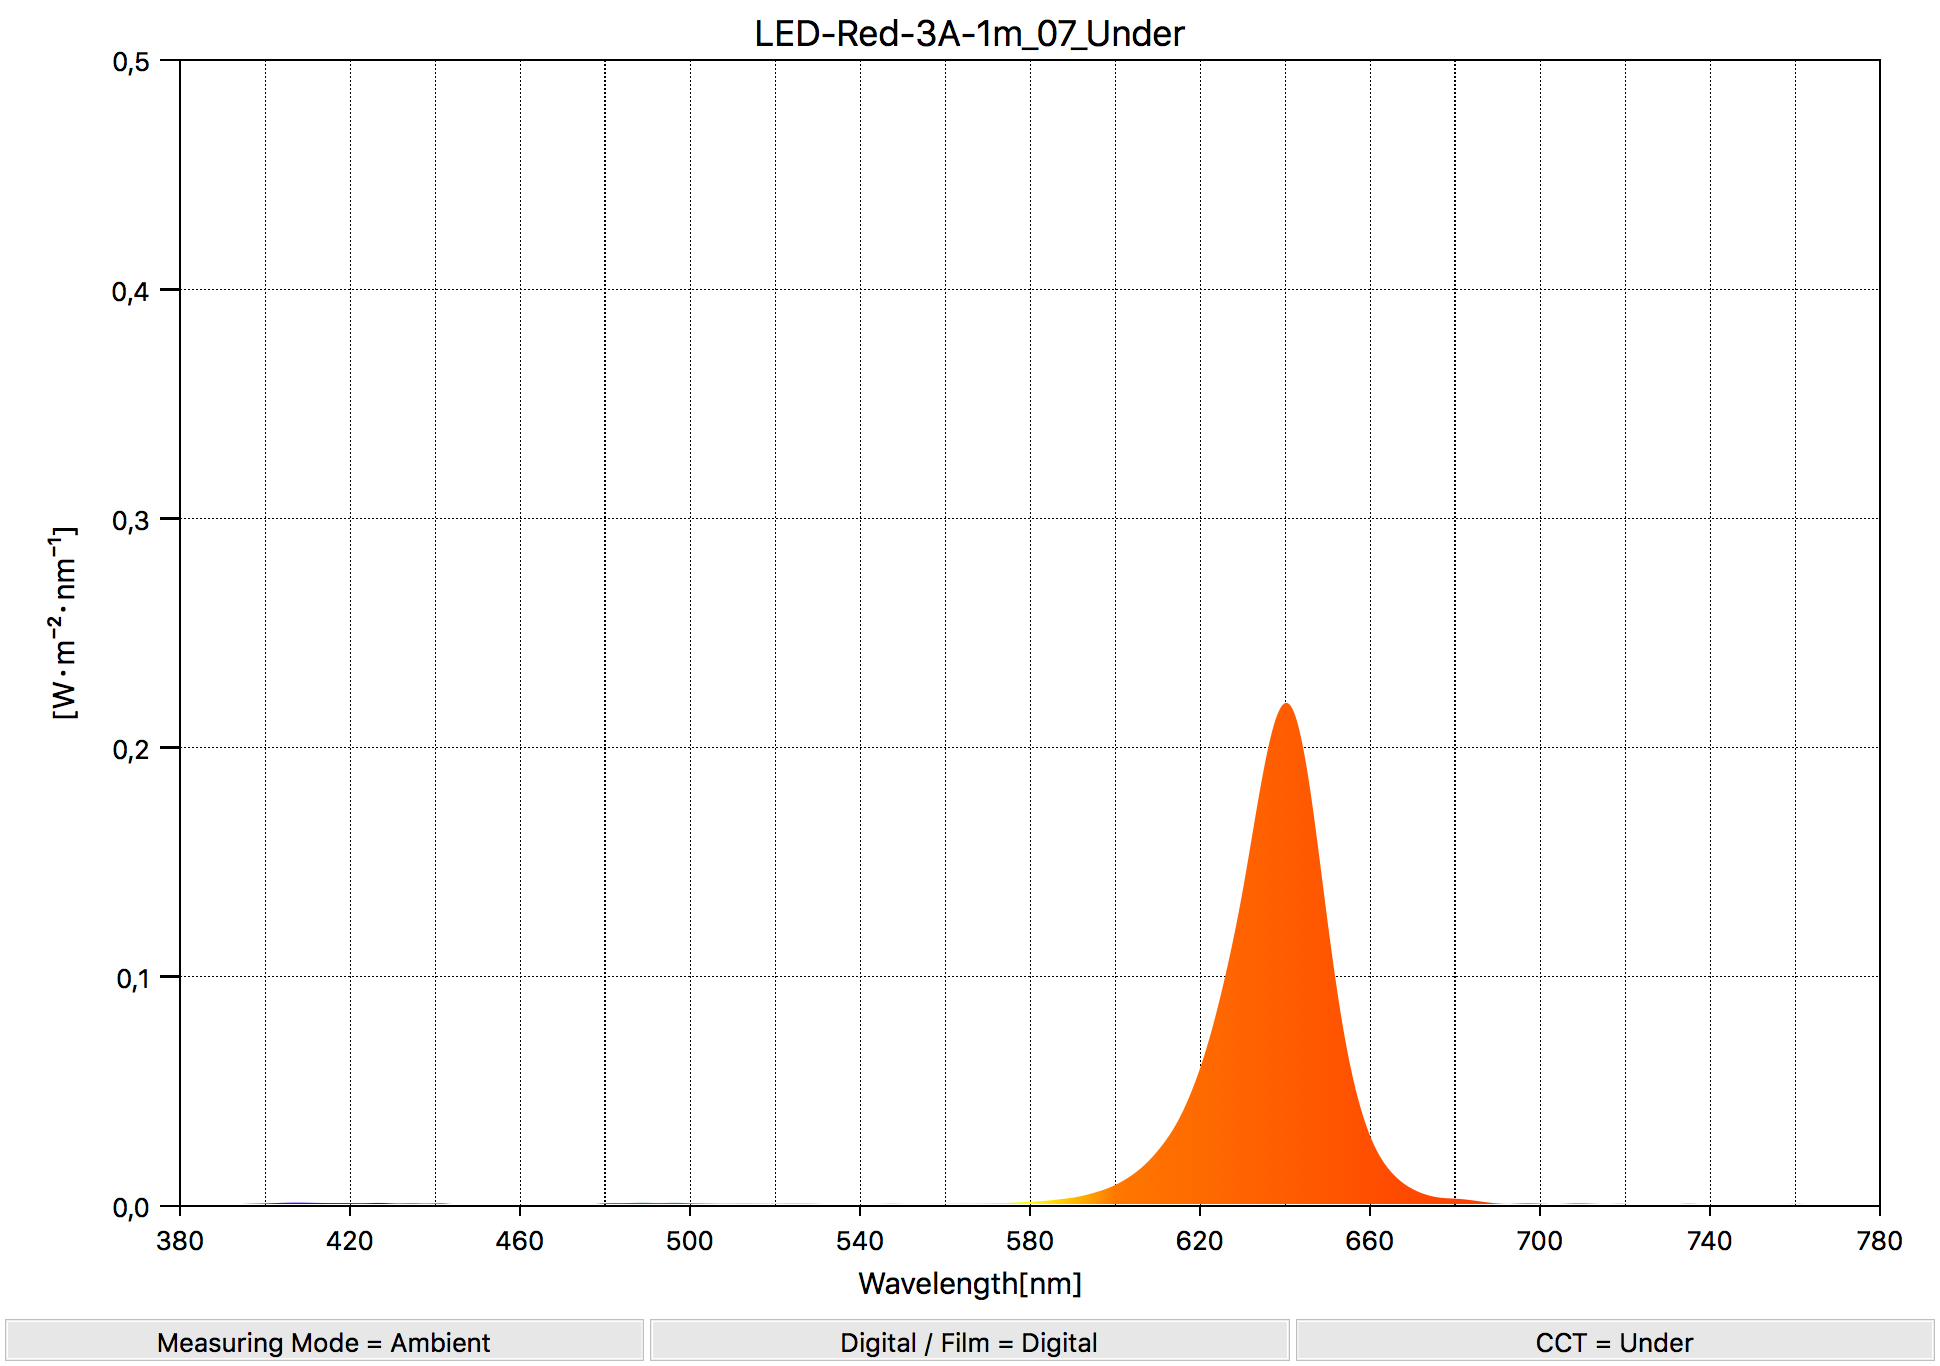 LED-Red-3A-1m_07_Under
0,5
0,4
0,3
0,2
0,1
0,0
[W・m⁻²・nm⁻¹]
380 420 460 500 540 580 620 660 700 740 780
Wavelength[nm]
Measuring Mode = Ambient
Digital / Film = Digital
CCT = Under